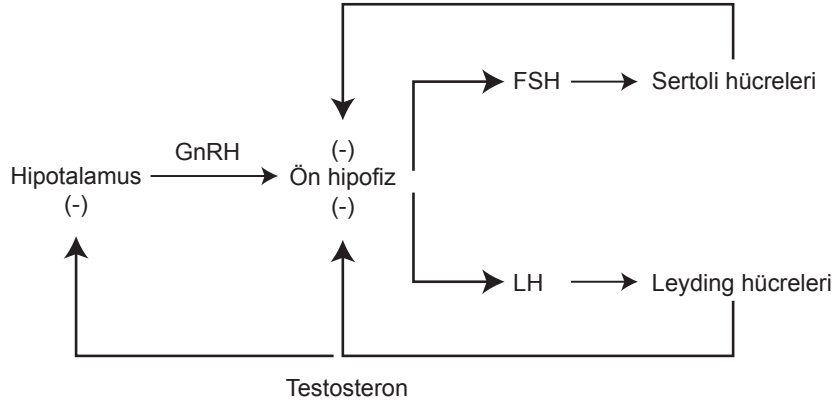 FSH
Sertoli hücreleri
GnRH
(-)
Hipotalamus
Ön hipofiz
(-)
(-)
LH
Leyding hücreleri
Testosteron